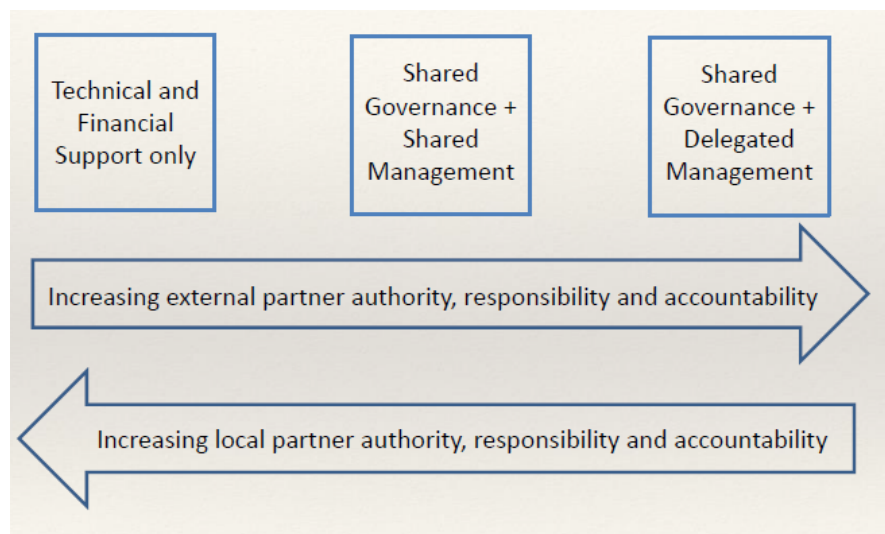 Technical and
Financial
Support only
Shared
Governance +
Shared
Management
Shared
Governance +
Delegated
Management
Increasing external partner authority, responsibility and accountability
Increasing local partner authority, responsibility and accountability